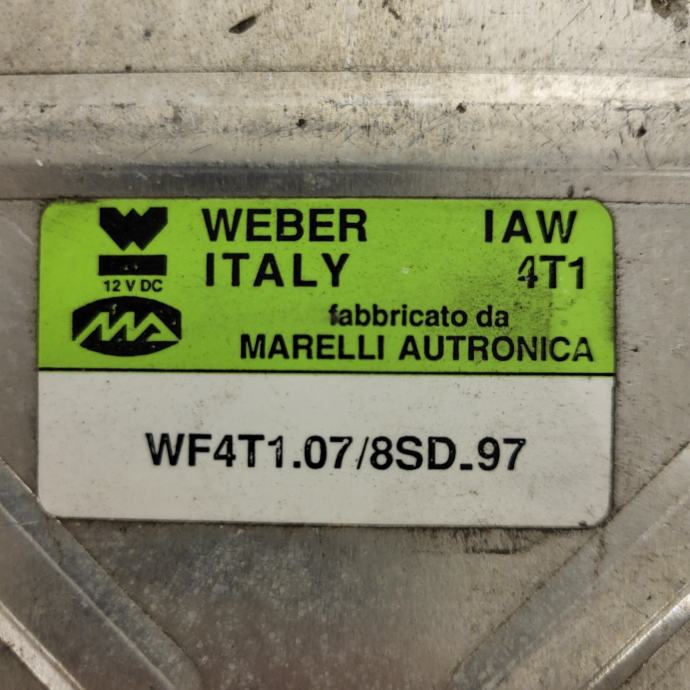 WEBER IAW
ITALY 4T1
12 V DC
fabbricato da
MARELLI AUTRONICA
WF4T1.07/8SD-97